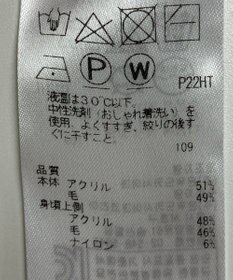 P
W
P22HT
液温は30℃以下。
中性洗剤(おしゃれ着洗い)を
使用、よくすすぎ、絞りの後す
ぐに干すこと。
109
品質
本体 アクリル 51%
毛 49%
身頃上側
アクリル 48%
毛 46%
ナイロン 6%